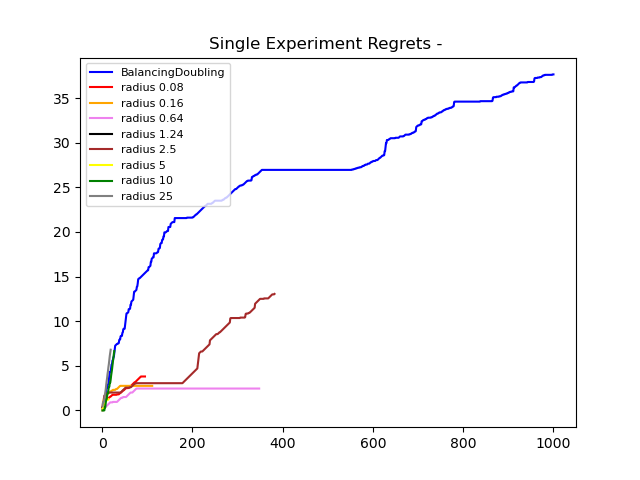 Single Experiment Regrets -
BalancingDoubling
radius 0.08
radius 0.16
radius 0.64
radius 1.24
radius 2.5
radius 5
radius 10
radius 25
35
30
25
20
15
10
5
0
0 200 400 600 800 1000